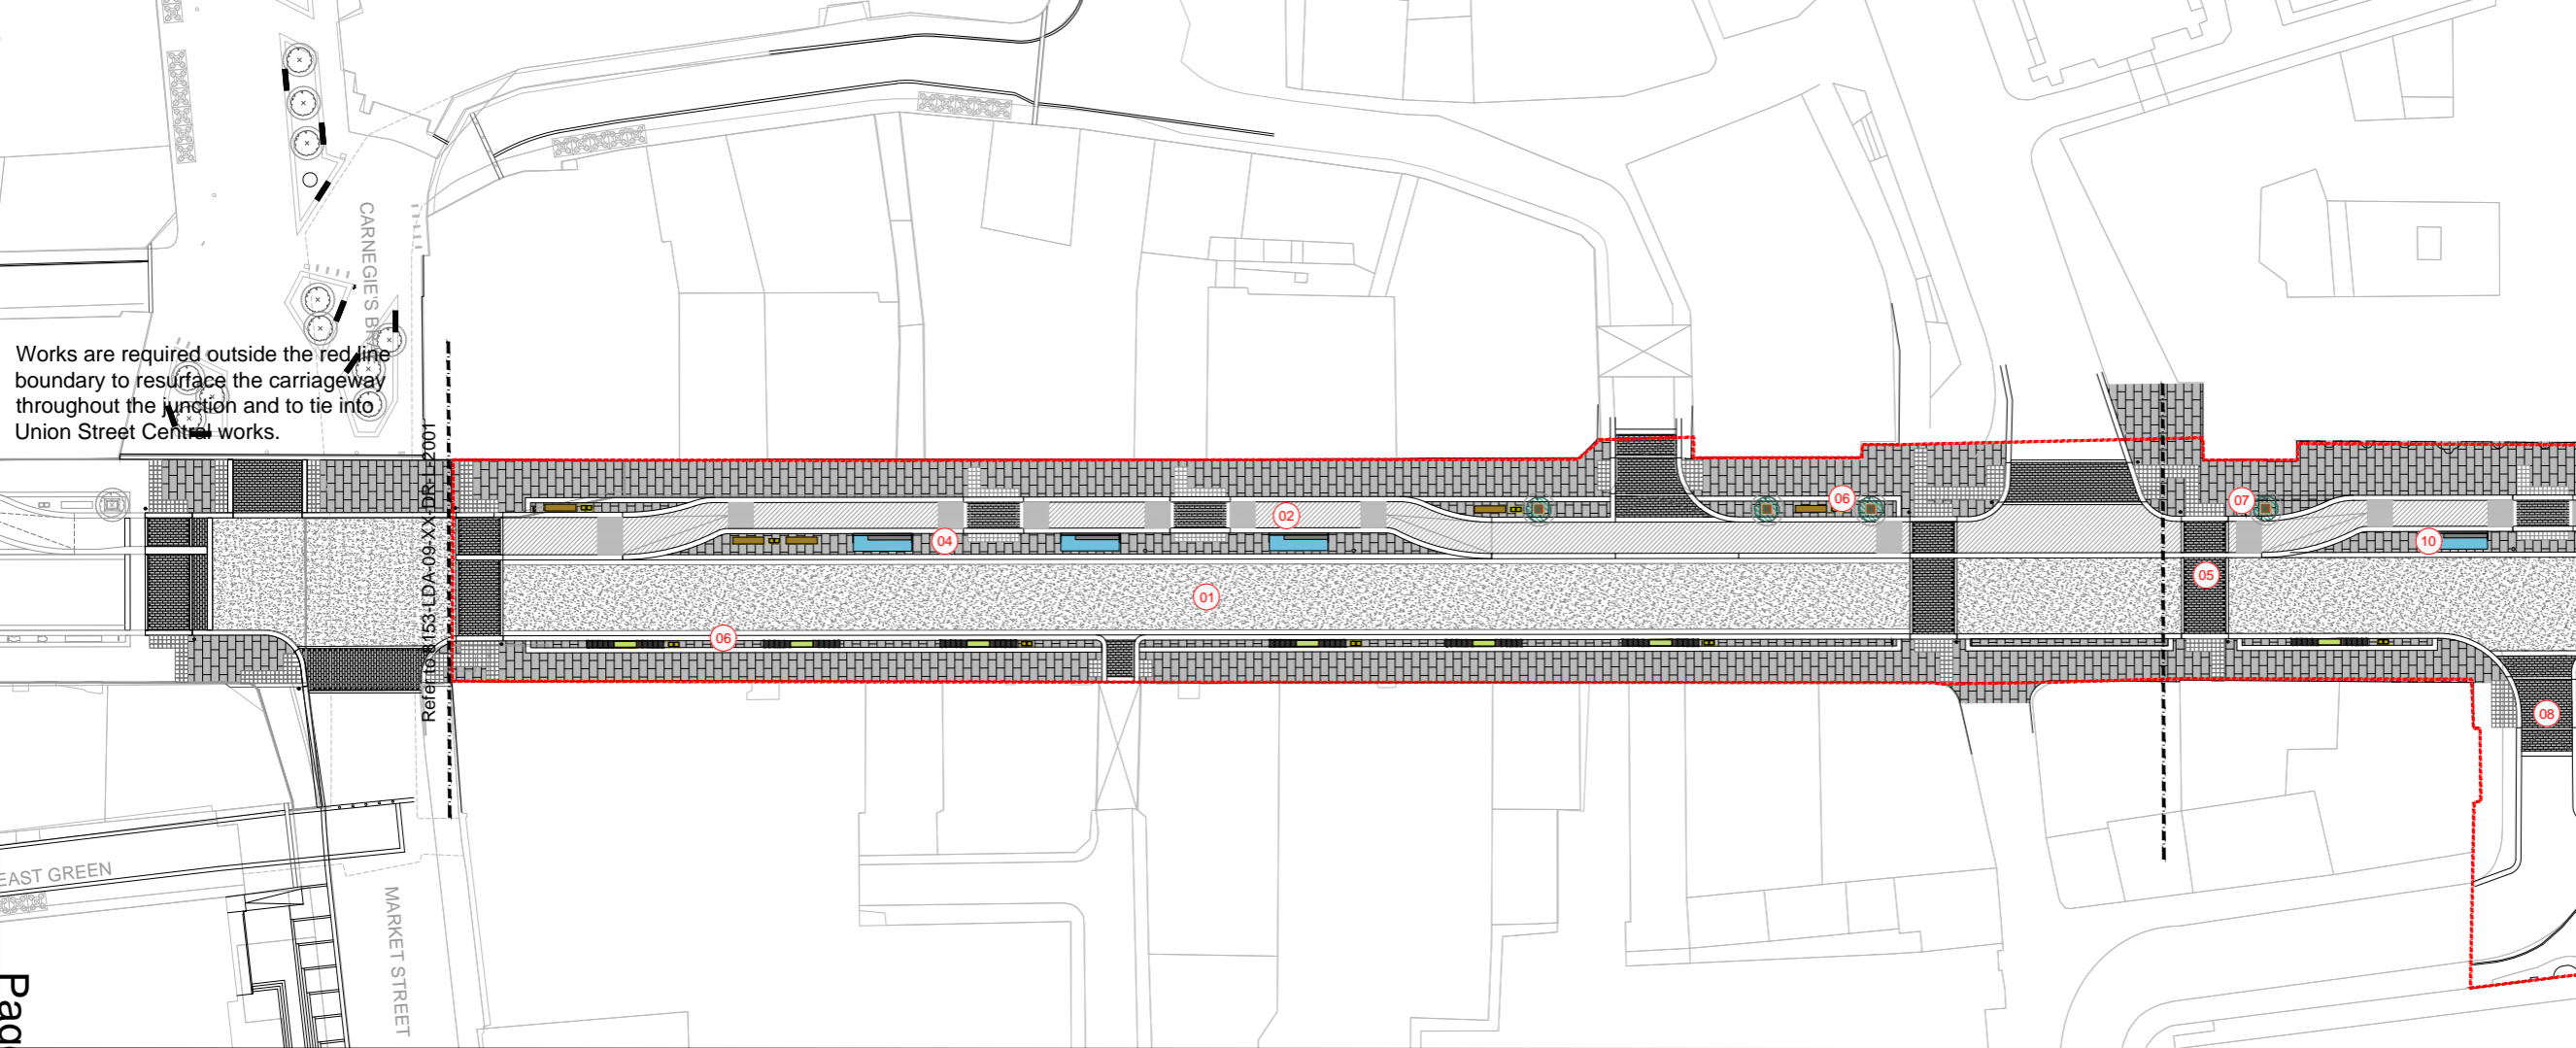 CARNEGIE'S BRAE
Works are required outside the red line
boundary to resurface the carriageway
throughout the junction and to tie into
Union Street Central works.
Refer to 8153-LDA-09-XX-DR-L-2001
06
07
02
04
10
05
01
06
08
EAST GREEN
MARKET STREET
Page